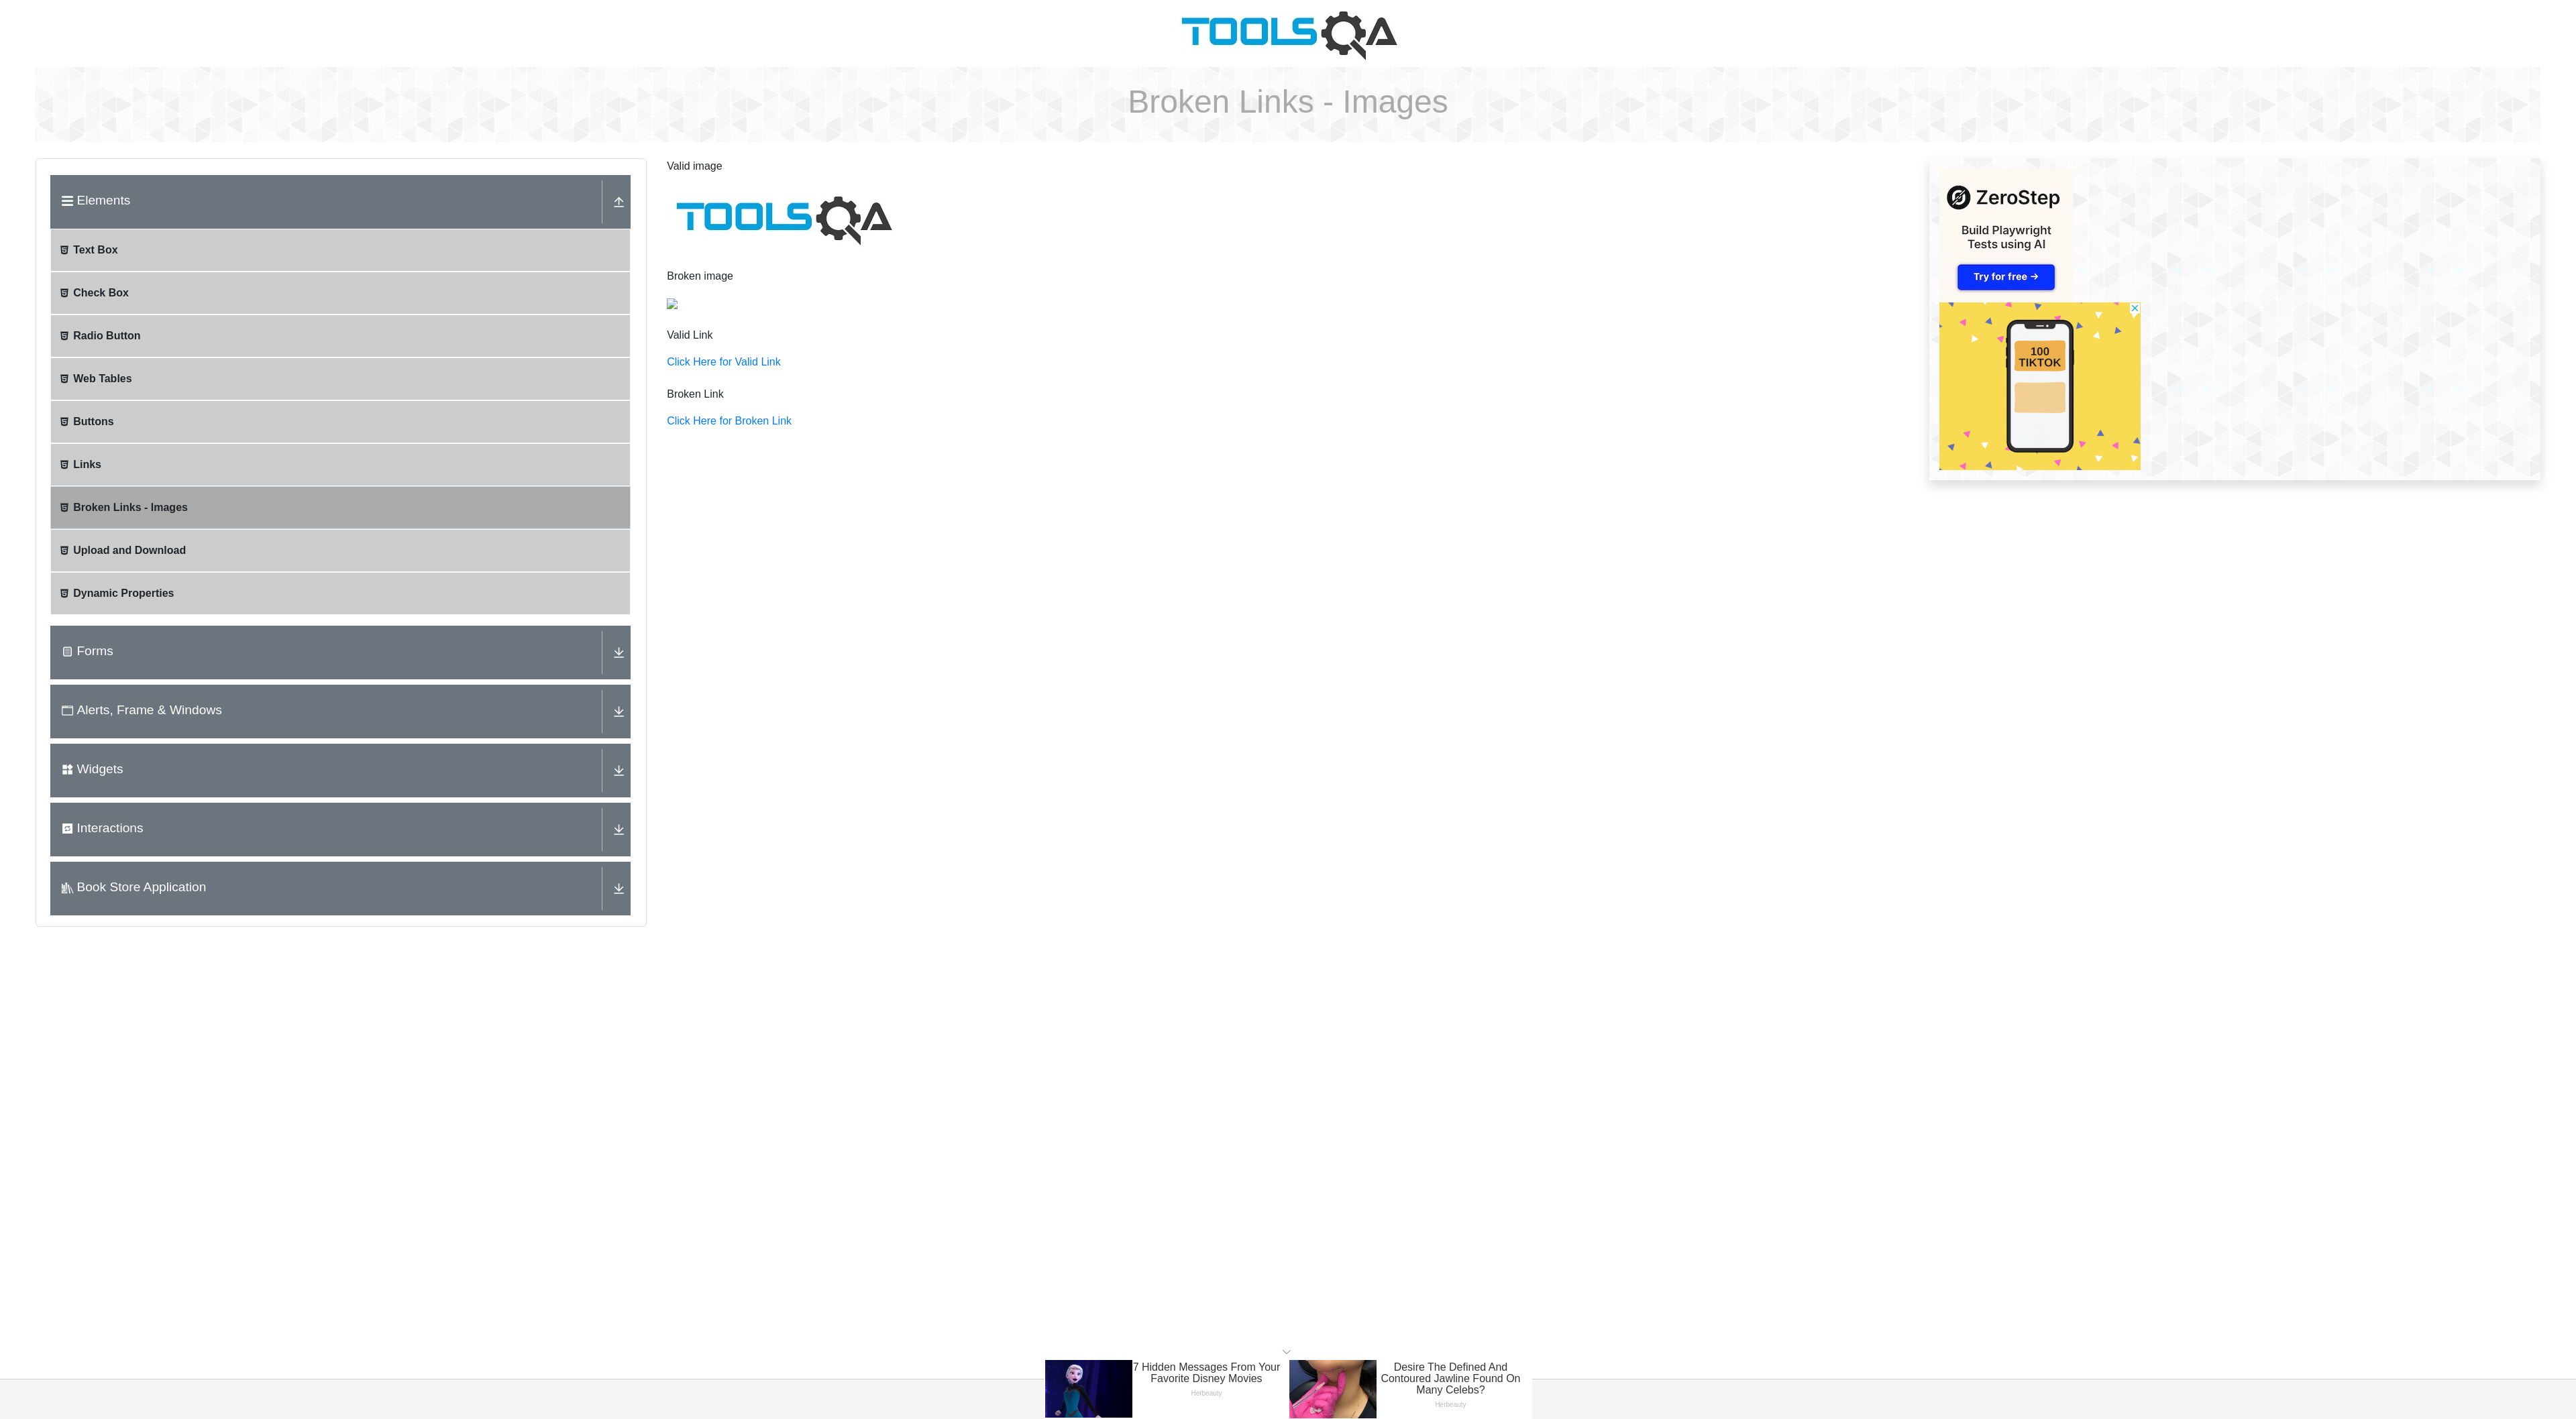 TOOLSQA
Broken Links - Images
Elements
Text Box
Check Box
Radio Button
Web Tables
Buttons
Links
Broken Links - Images
Upload and Download
Dynamic Properties
Forms
Alerts, Frame & Windows
Widgets
Interactions
Book Store Application
Valid image
TOOLSQA
Broken image
Valid Link
Click Here for Valid Link
Broken Link
Click Here for Broken Link
ZeroStep
Build Playwright
Tests using AI
Try for free →
100
TIKTOK
7 Hidden Messages From Your
Favorite Disney Movies
Herbeauty
Desire The Defined And
Contoured Jawline Found On
Many Celebs?
Herbeauty